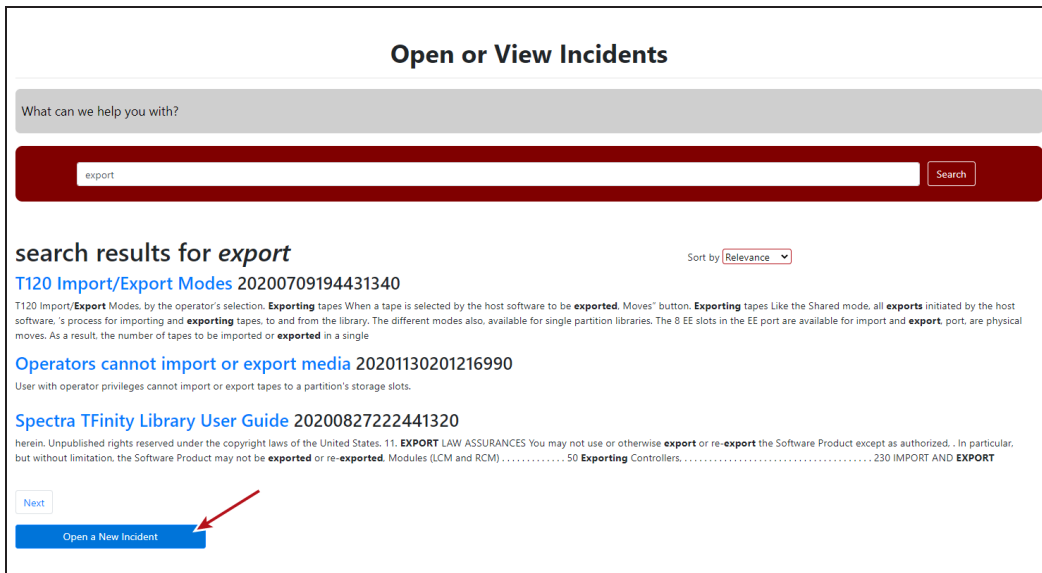 Open or View Incidents
What can we help you with?
export
Search
search results for export
Sort by Relevance
T120 Import/Export Modes 20200709194431340
T120 Import/Export Modes, by the operator's selection. Exporting tapes When a tape is selected by the host software to be exported, Moves" button. Exporting tapes Like the Shared mode, all exports initiated by the host
software, 's process for importing and exporting tapes, to and from the library. The different modes also, available for single partition libraries. The 8 EE slots in the EE port are available for import and export, port, are physical
moves. As a result, the number of tapes to be imported or exported in a single
Operators cannot import or export media 20201130201216990
User with operator privileges cannot import or export tapes to a partition's storage slots.
Spectra TFinity Library User Guide 20200827222441320
herein. Unpublished rights reserved under the copyright laws of the United States. 11. EXPORT LAW ASSURANCES You may not use or otherwise export or re-export the Software Product except as authorized, . In particular,
but without limitation, the Software Product may not be exported or re-exported, Modules (LCM and RCM) . . . . . . . . . . . . . 50 Exporting Controllers, . . . . . . . . . . . . . . . . . . . . . . . . . . . . . . . . . . . . . 230 IMPORT AND EXPORT
Next
Open a New Incident